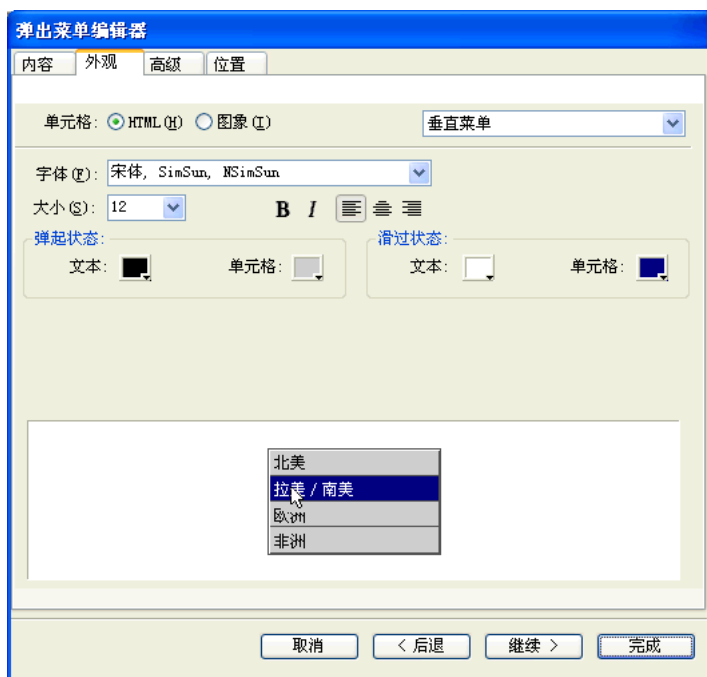 弹出菜单编辑器
内容 外观 高级 位置
单元格: HTML(H) 图象(I) 垂直菜单
字体(F): 宋体, SimSun, NSimSun
大小(S): 12 B I
弹起状态: 滑过状态:
文本: 单元格: 文本: 单元格:
北美
拉美 / 南美
欧洲
非洲
取消 < 后退 继续 > 完成